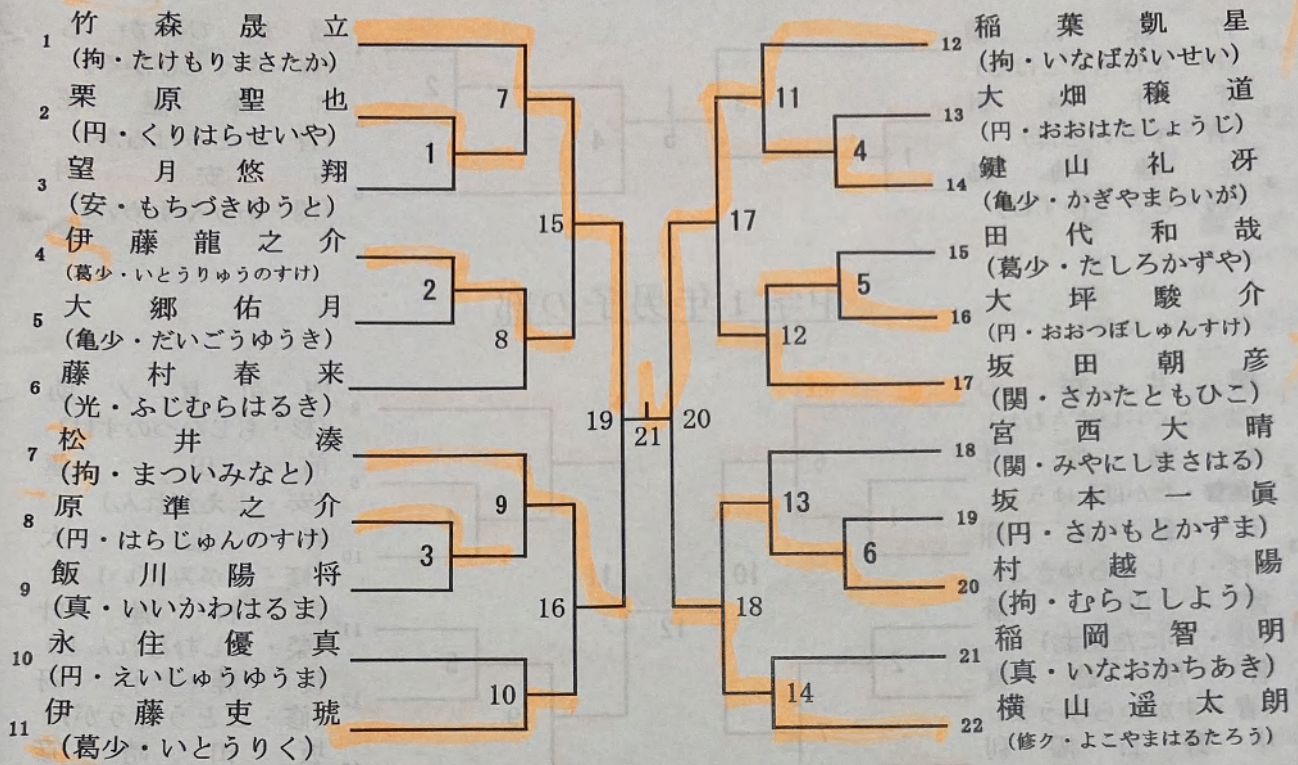 1 竹森晟立
(拘・たけもりまさたか)
2 栗原聖也
(円・くりはらせいや)
3 望月悠翔
(安・もちづきゆうと)
4 伊藤龍之介
(葛少・いとうりゅうのすけ)
5 大郷佑月
(亀少・だいごうゆうき)
6 藤村春来
(光・ふじむらはるき)
7 松井湊
(拘・まついみなと)
8 原準之介
(円・はらじゅんのすけ)
9 飯川陽将
(真・いいかわはるま)
10 永住優真
(円・えいじゅうゆうま)
11 伊藤吏琥
(葛少・いとうりく)
7
1
15
2
8
19
9
3
16
10
21
20
11
4
17
5
12
13
6
18
14
12 稲葉凱星
(拘・いなばがいせい)
13 大畑穣道
(円・おおはたじょうじ)
14 鍵山礼冴
(亀少・かぎやまらいが)
15 田代和哉
(葛少・たしろかずや)
16 大坪駿介
(円・おおつぼしゅんすけ)
17 坂田朝彦
(関・さかたともひこ)
18 宮西大晴
(関・みやにしまさはる)
19 坂本一眞
(円・さかもとかずま)
20 村越陽
(拘・むらこしよう)
21 稲岡智明
(真・いなおかちあき)
22 横山遥太朗
(修ク・よこやまはるたろう)